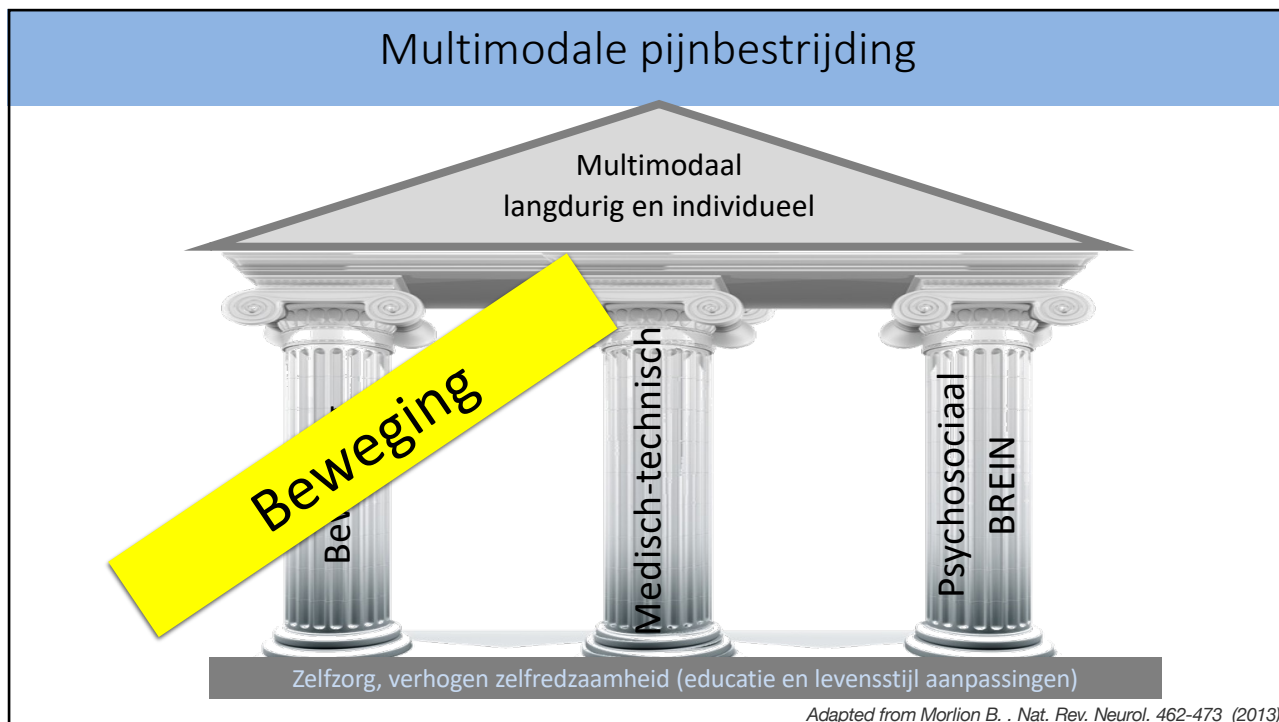 Multimodale pijnbestrijding
Multimodaal
langdurig en individueel
Beweging
Medisch-technisch
Psychosociaal
BREIN
Zelfzorg, verhogen zelfredzaamheid (educatie en levensstijl aanpassingen)
Adapted from Morlion B. , Nat. Rev. Neurol. 462-473 (2013)